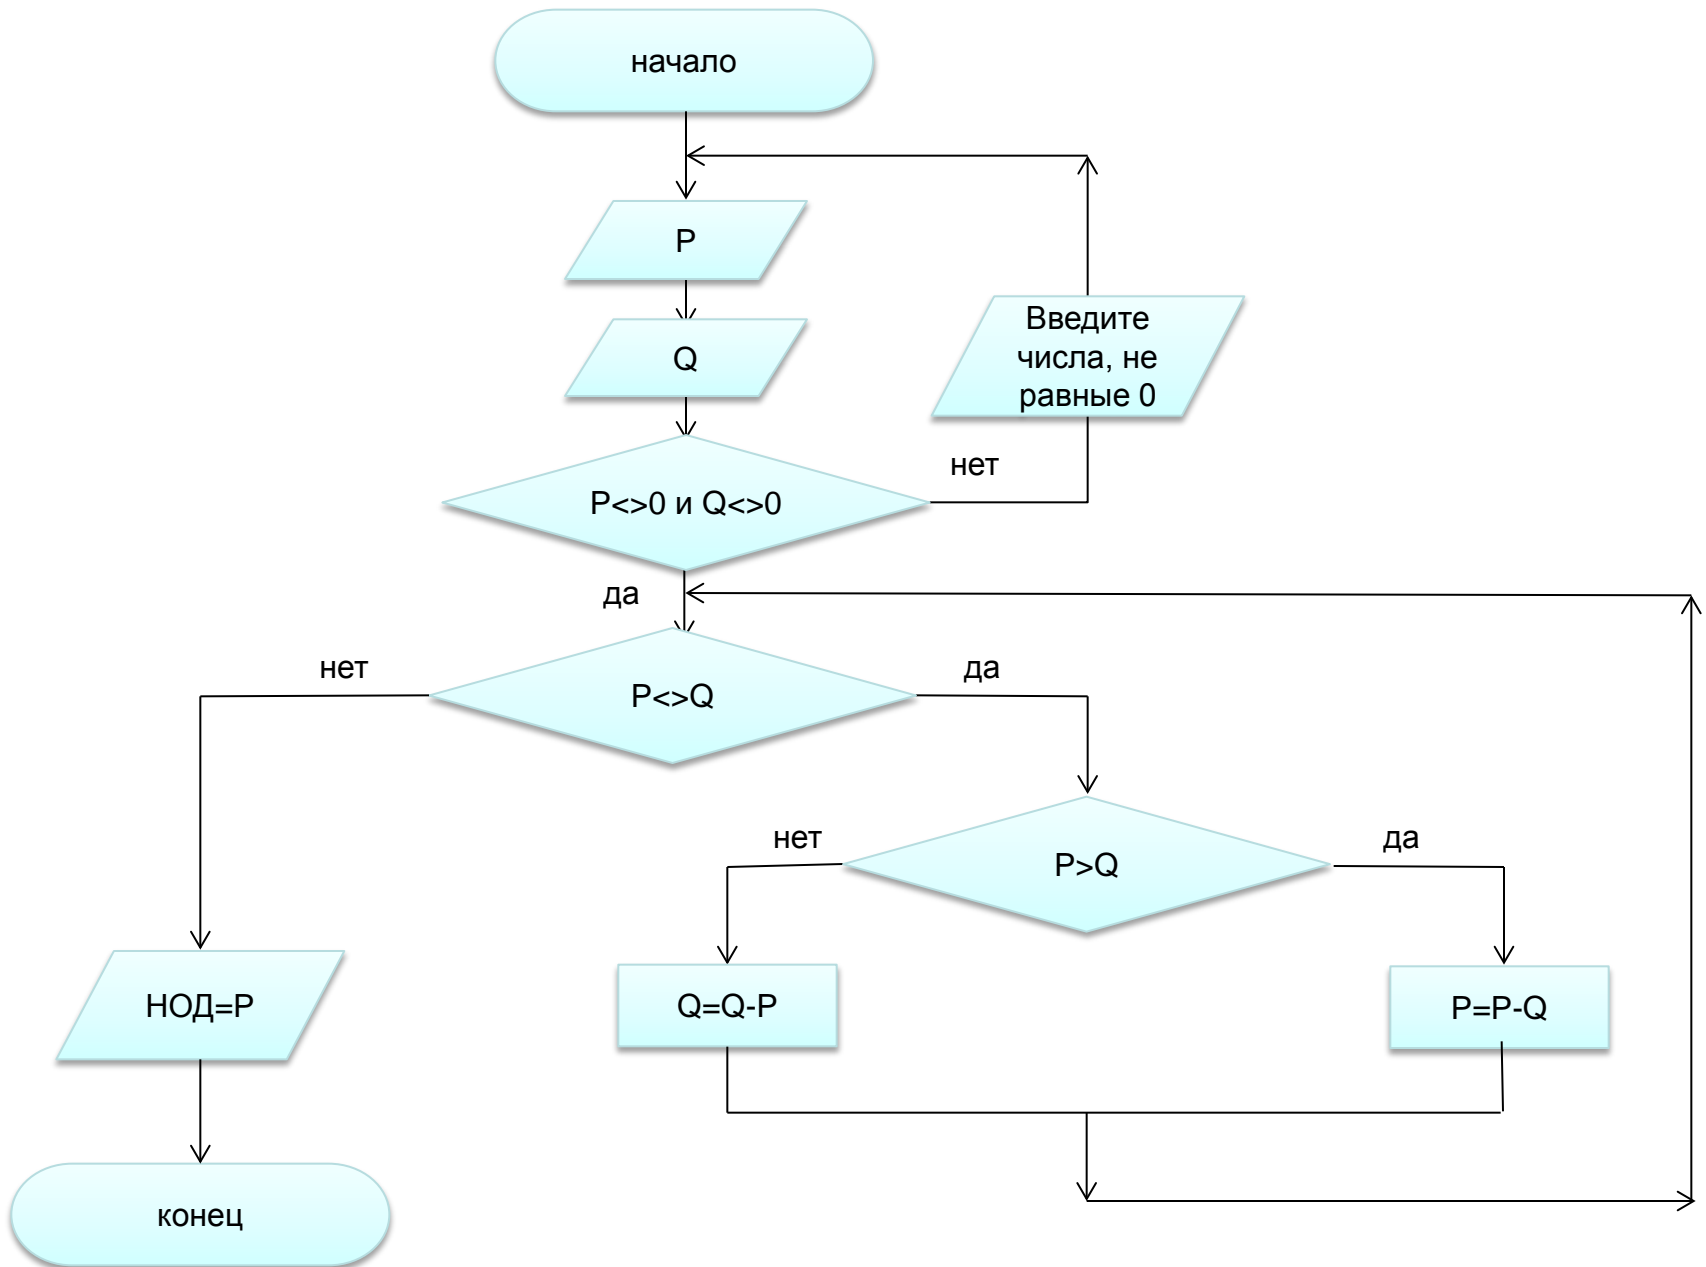 начало
P
Q
Введите
числа, не
равные 0
нет
P<>0 и Q<>0
да
нет
P<>Q
да
нет
P>Q
да
НОД=P
Q=Q-P
P=P-Q
конец